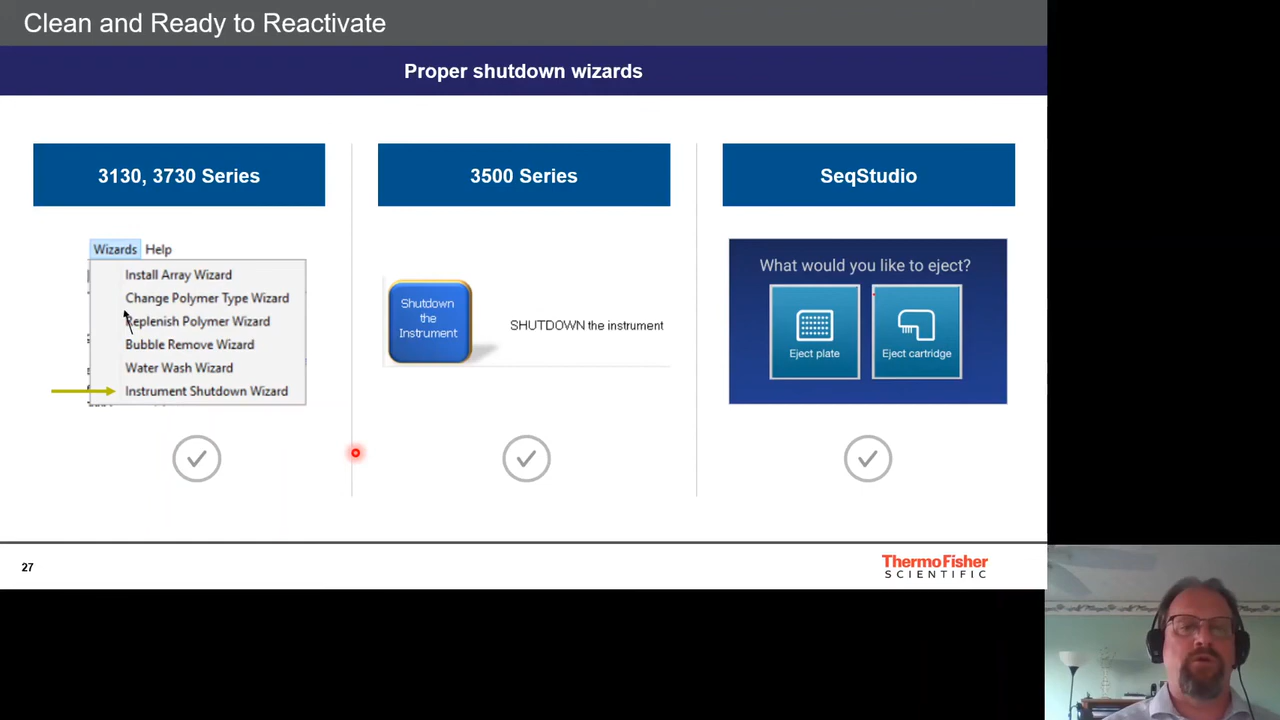 Clean and Ready to Reactivate
Proper shutdown wizards
3130, 3730 Series
Wizards Help
Install Array Wizard
Change Polymer Type Wizard
Replenish Polymer Wizard
Bubble Remove Wizard
Water Wash Wizard
Instrument Shutdown Wizard
3500 Series
Shutdown
the
Instrument
SHUTDOWN the instrument
SeqStudio
What would you like to eject?
Eject plate
Eject cartridge
27
ThermoFisher
SCIENTIFIC